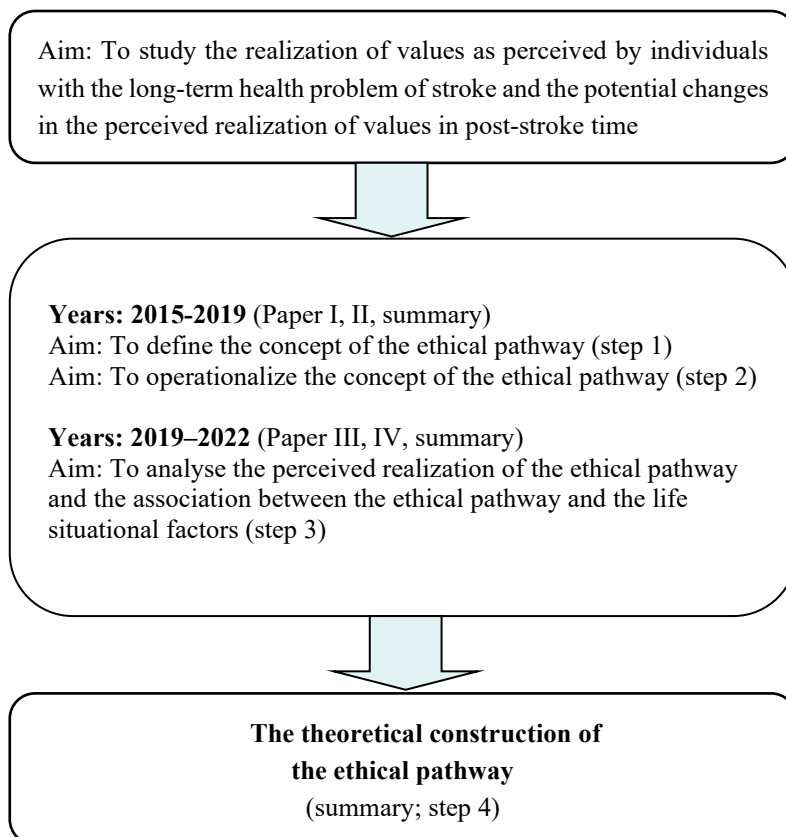 Aim: To study the realization of values as perceived by individuals
with the long-term health problem of stroke and the potential changes
in the perceived realization of values in post-stroke time
Years: 2015-2019 (Paper I, II, summary)
Aim: To define the concept of the ethical pathway (step 1)
Aim: To operationalize the concept of the ethical pathway (step 2)
Years: 2019–2022 (Paper III, IV, summary)
Aim: To analyse the perceived realization of the ethical pathway
and the association between the ethical pathway and the life
situational factors (step 3)
The theoretical construction of
the ethical pathway
(summary; step 4)